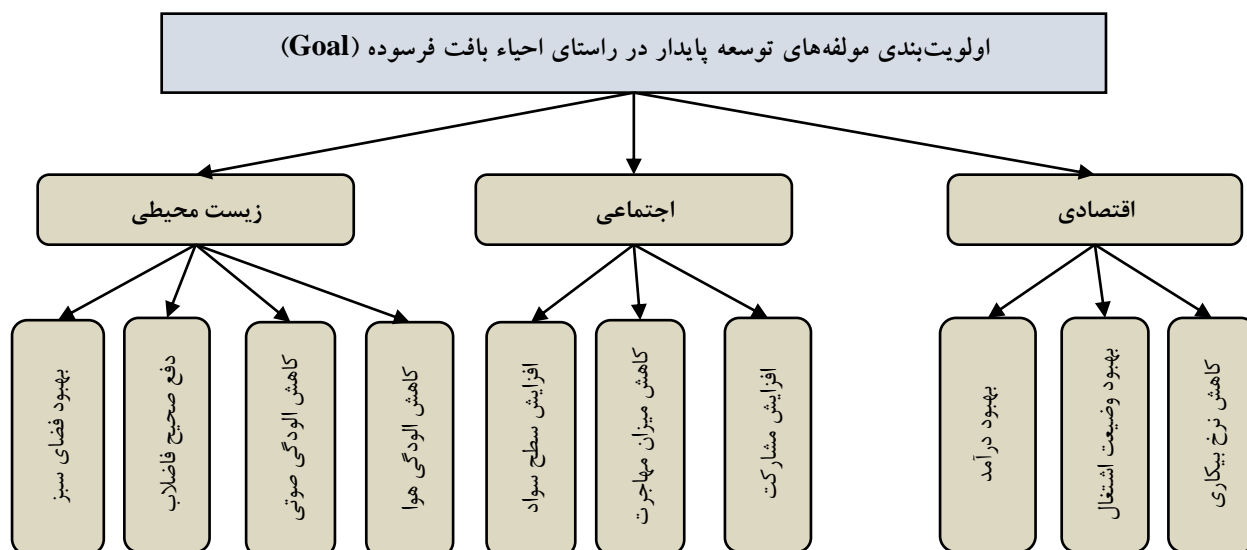 اولویت‌بندی مولفه‌های توسعه پایدار در راستای احیاء بافت فرسوده (Goal)
اقتصادی
اجتماعی
زیست محیطی
کاهش نرخ بیکاری
بهبود وضیعت اشتغال
بهبود درآمد
افزایش مشارکت
کاهش میزان مهاجرت
افزایش سطح سواد
کاهش الودگی هوا
کاهش الودگی صوتی
دفع صحیح فاضلاب
بهبود فضای سبز